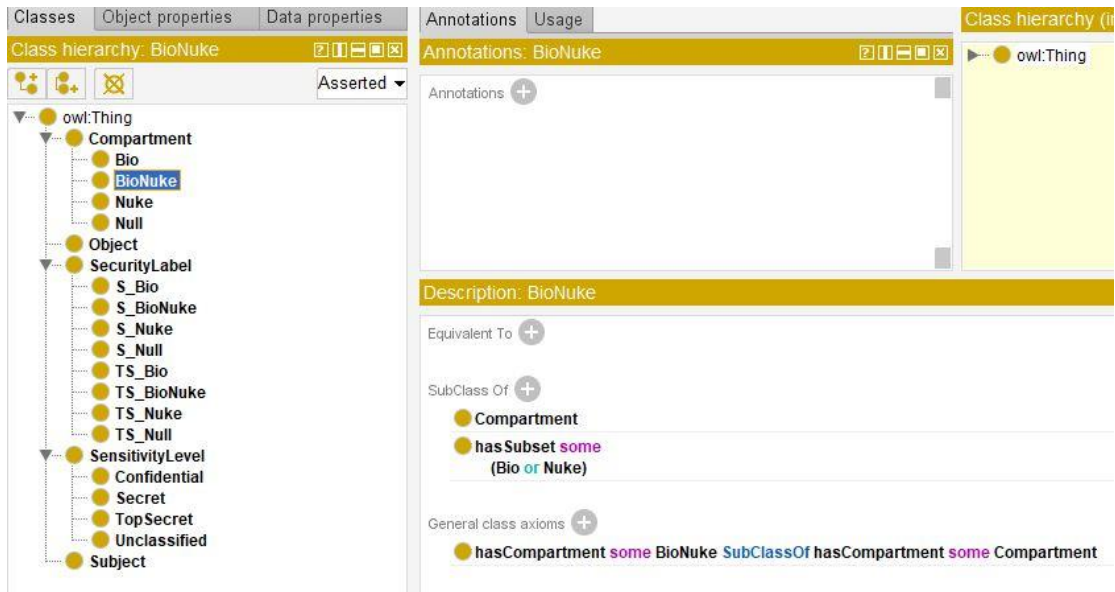 Classes Object properties Data properties
Class hierarchy: BioNuke
Asserted
owl:Thing
Compartment
Bio
BioNuke
Nuke
Null
Object
SecurityLabel
S_Bio
S_BioNuke
S_Nuke
S_Null
TS_Bio
TS_BioNuke
TS_Nuke
TS_Null
SensitivityLevel
Confidential
Secret
TopSecret
Unclassified
Subject
Annotations Usage
Annotations: BioNuke
Annotations
Description: BioNuke
Equivalent To
SubClass Of
Compartment
hasSubset some
(Bio or Nuke)
General class axioms
hasCompartment some BioNuke SubClassOf hasCompartment some Compartment
Class hierarchy (in
owl:Thing